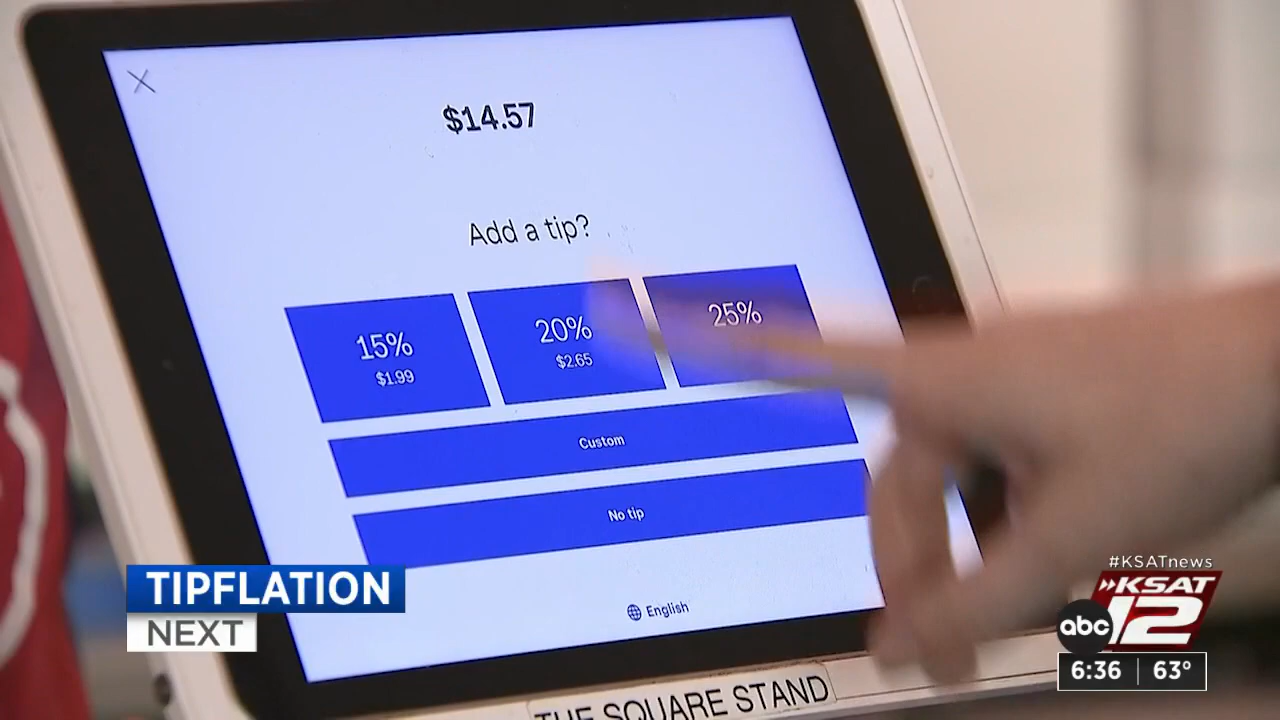 $14.57
Add a tip?
15%
$1.99
20%
$2.65
25%
Custom
No tip
English
THE SQUARE STAND
TIPFLATION
NEXT
#KSATnews
KSAT
abc 12
6:36 63°